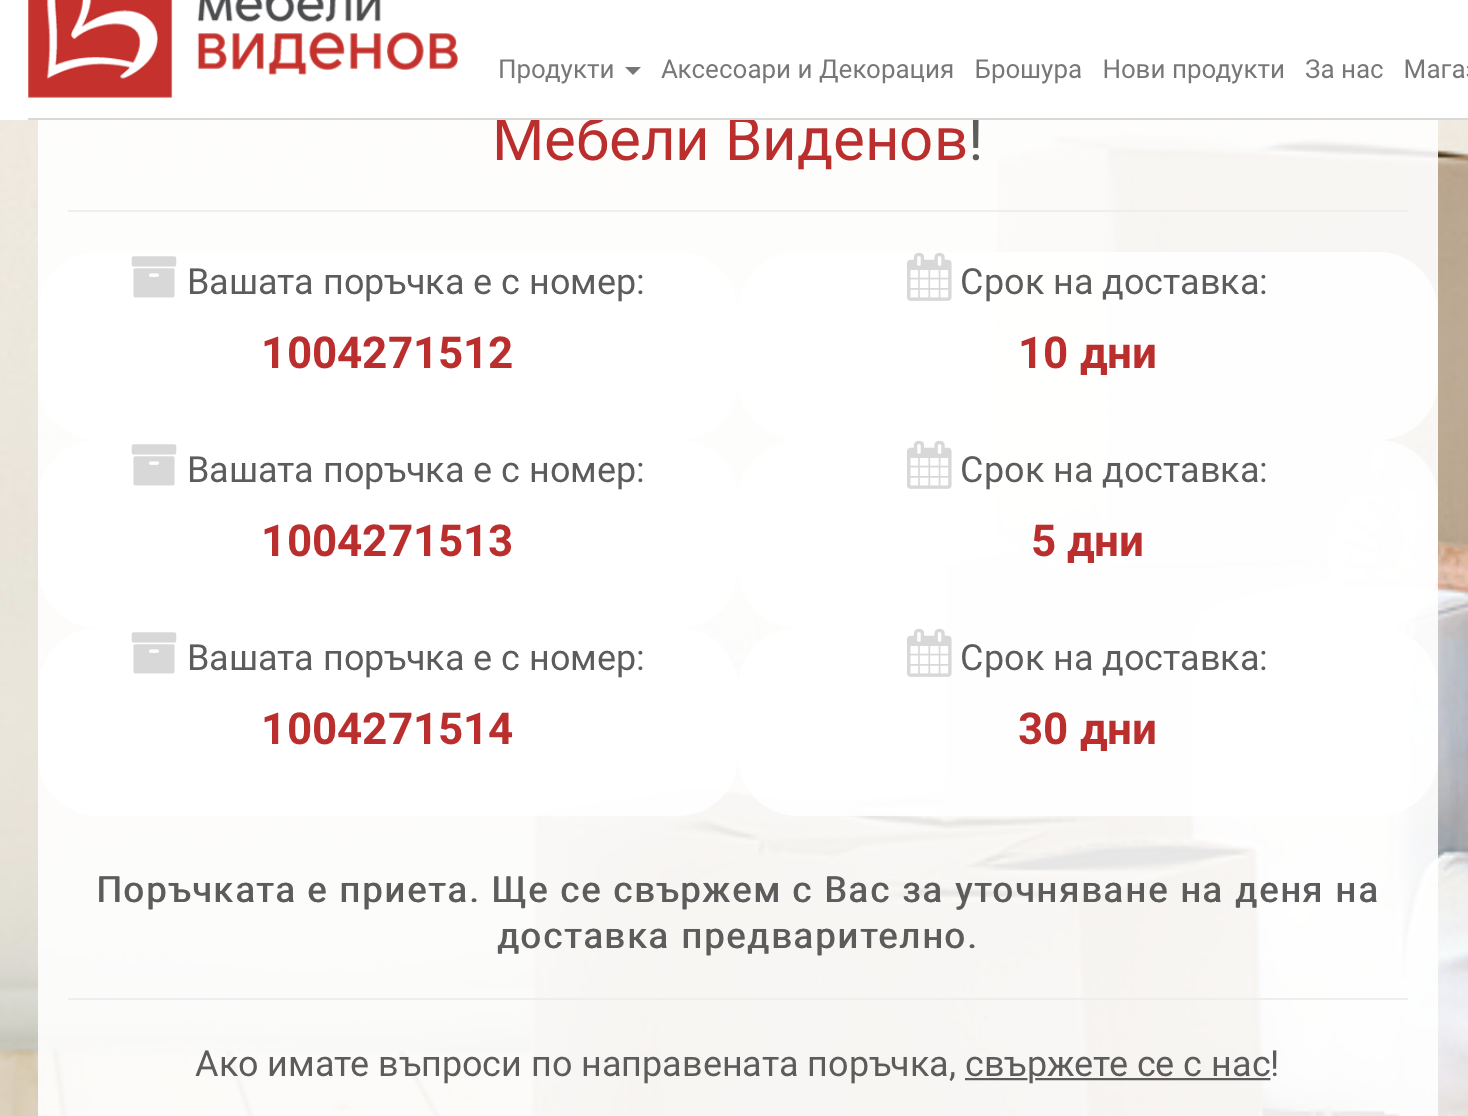 мебели
виденов
Продукти
Аксесоари и Декорация
Брошура
Нови продукти
За нас
Мебели Виденов!
Вашата поръчка е с номер:
Срок на доставка:
1004271512
10 дни
Вашата поръчка е с номер:
Срок на доставка:
1004271513
5 дни
Вашата поръчка е с номер:
Срок на доставка:
1004271514
30 дни
Поръчката е приета. Ще се свържем с Вас за уточняване на деня на
доставка предварително.
Ако имате въпроси по направената поръчка, свържете се с нас!